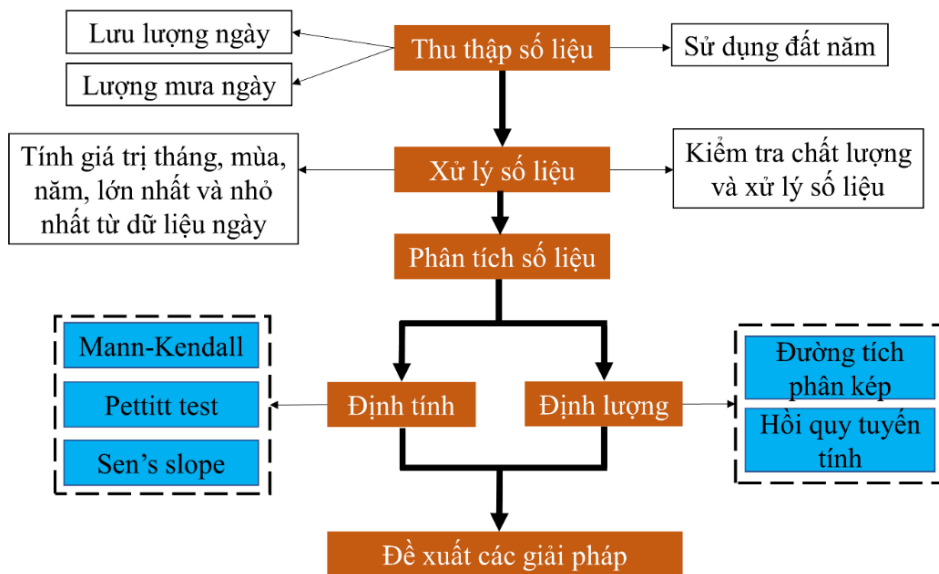 Lưu lượng ngày
Thu thập số liệu
Sử dụng đất năm
Lượng mưa ngày
Tính giá trị tháng, mùa,
năm, lớn nhất và nhỏ
nhất từ dữ liệu ngày
Xử lý số liệu
Kiểm tra chất lượng
và xử lý số liệu
Phân tích số liệu
Mann-Kendall
Pettitt test
Sen’s slope
Định tính
Định lượng
Đường tích
phân kép
Hồi quy tuyến
tính
Đề xuất các giải pháp